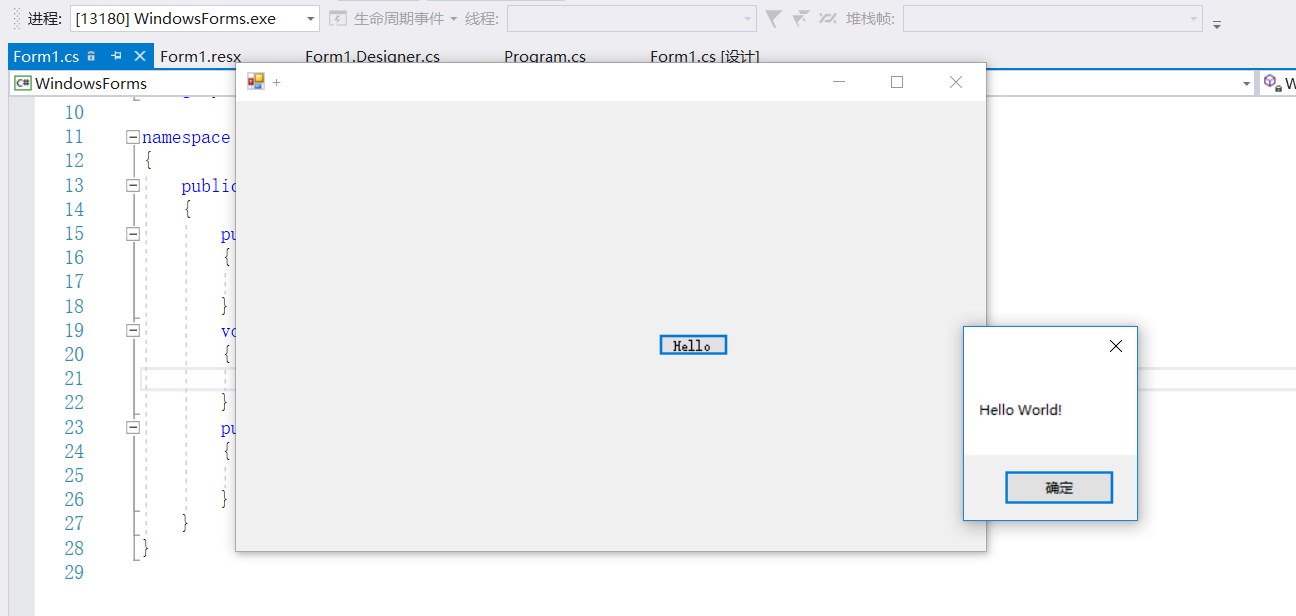 进程: [13180] WindowsForms.exe 生命周期事件 线程: 堆栈帧:
Form1.cs Form1.resx Form1.Designer.cs Program.cs Form1.cs [设计]
C# WindowsForms
+
10
11 namespace
12 {
13 public
14 {
15
16 {
17
18 }
19
20 {
21
22 }
23
24 {
25
26 }
27 }
28 }
29
Hello
Hello World!
确定